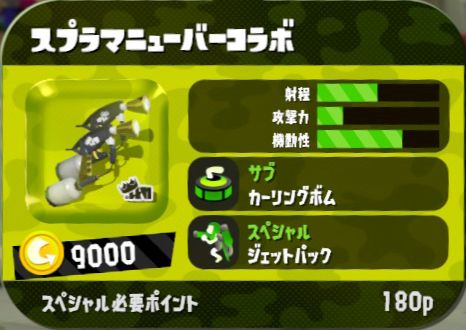 スプラマニューバーコラボ
射程
攻撃力
機動性
サブ
カーリングボム
スペシャル
ジェットパック
9000
スペシャル必要ポイント 180p